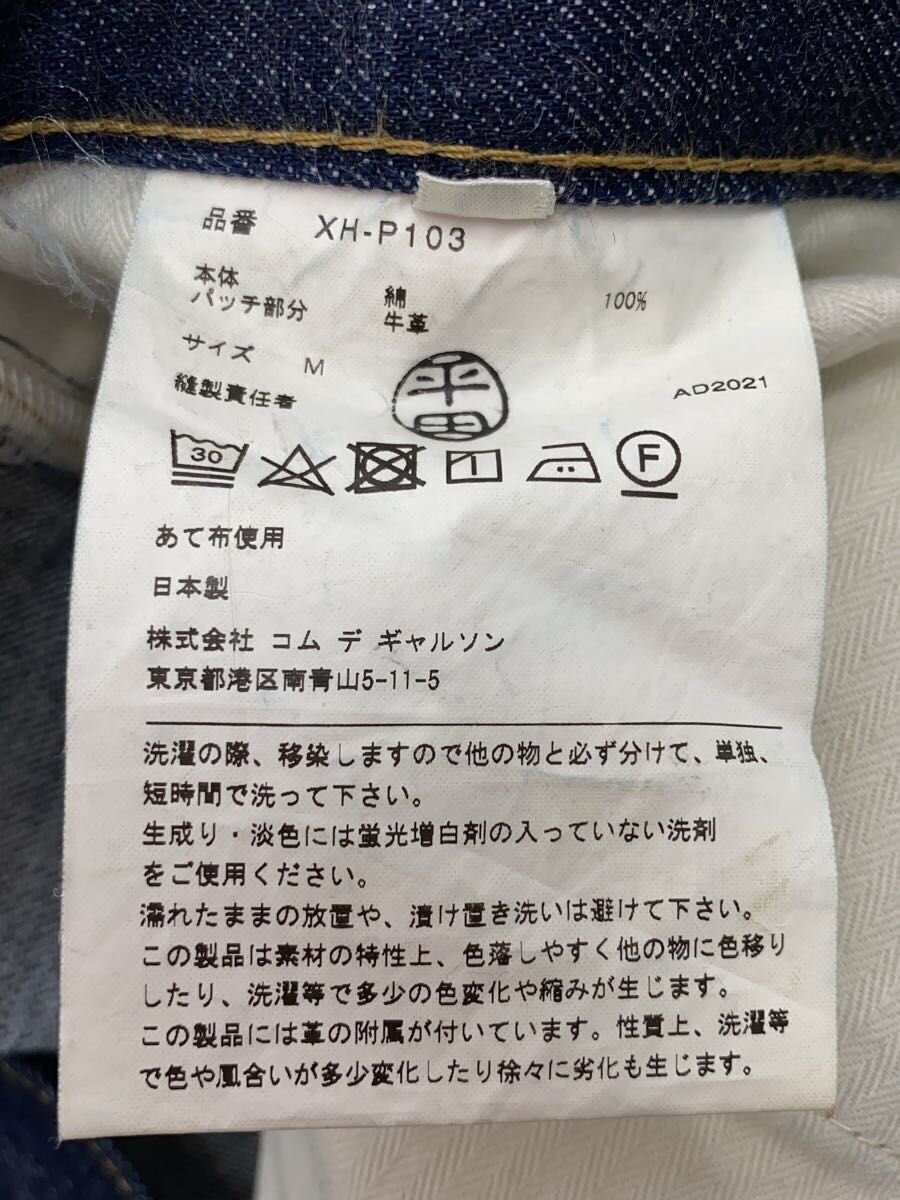 品番 XH-P103
本体 綿 100%
パッチ部分 牛革
サイズ M
縫製責任者 平田 AD2021
30 F
あて布使用
日本製
株式会社 コム デ ギャルソン
東京都港区南青山5-11-5
洗濯の際、移染しますので他の物と必ず分けて、単独、
短時間で洗って下さい。
生成り・淡色には蛍光増白剤の入っていない洗剤
をご使用ください。
濡れたままの放置や、漬け置き洗いは避けて下さい。
この製品は素材の特性上、色落しやすく他の物に色移り
したり、洗濯等で多少の色変化や縮みが生じます。
この製品には革の附属が付いています。性質上、洗濯等
で色や風合いが多少変化したり徐々に劣化も生じます。